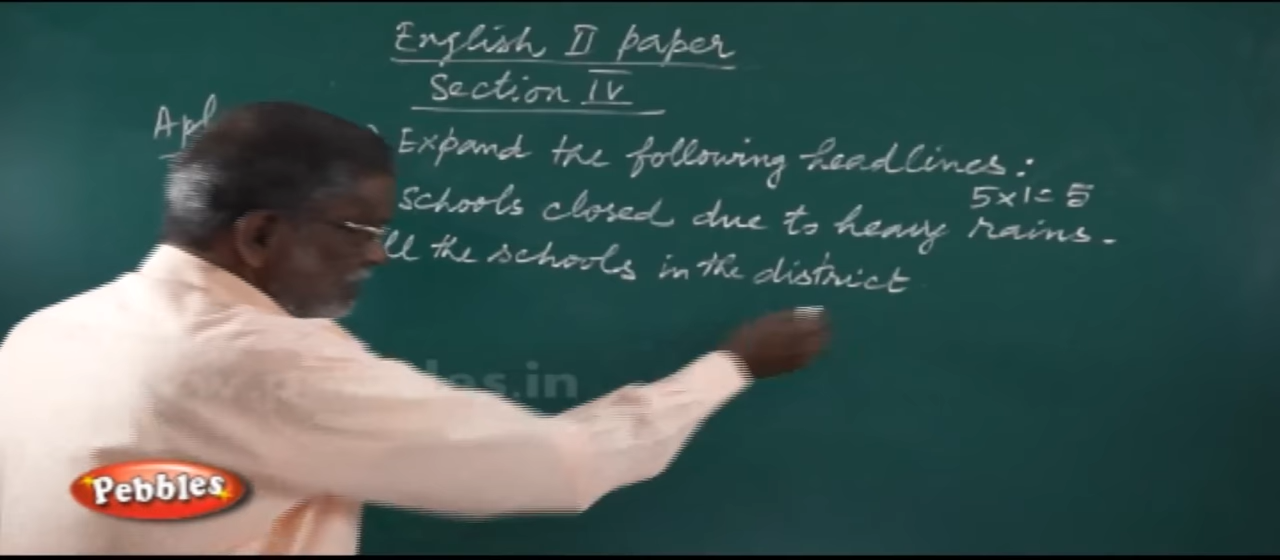 English II paper
Section IV
Expand the following headlines:
5x1=5
Schools closed due to heavy rains.
the schools in the district
Pebbles